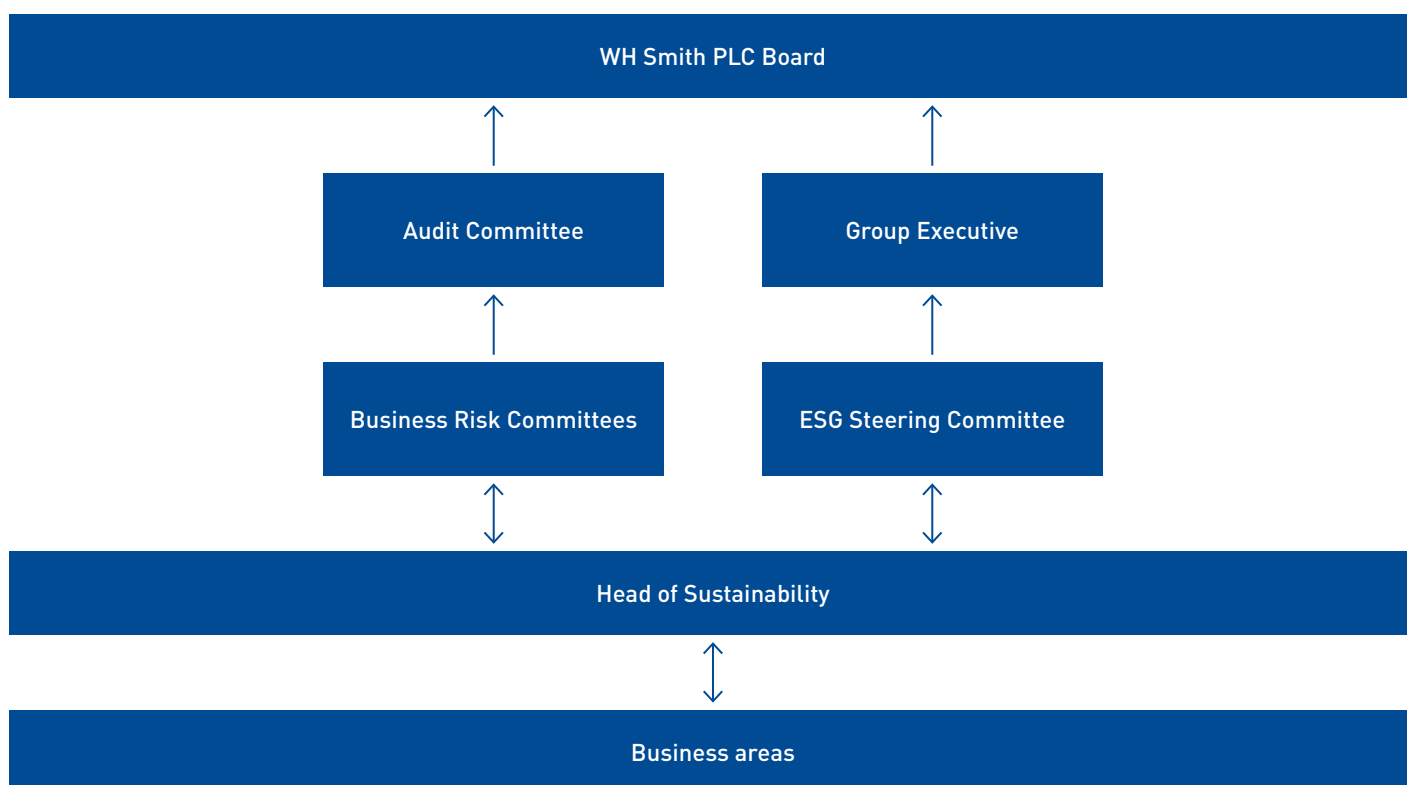 WH Smith PLC Board
Audit Committee
Group Executive
Business Risk Committees
ESG Steering Committee
Head of Sustainability
Business areas